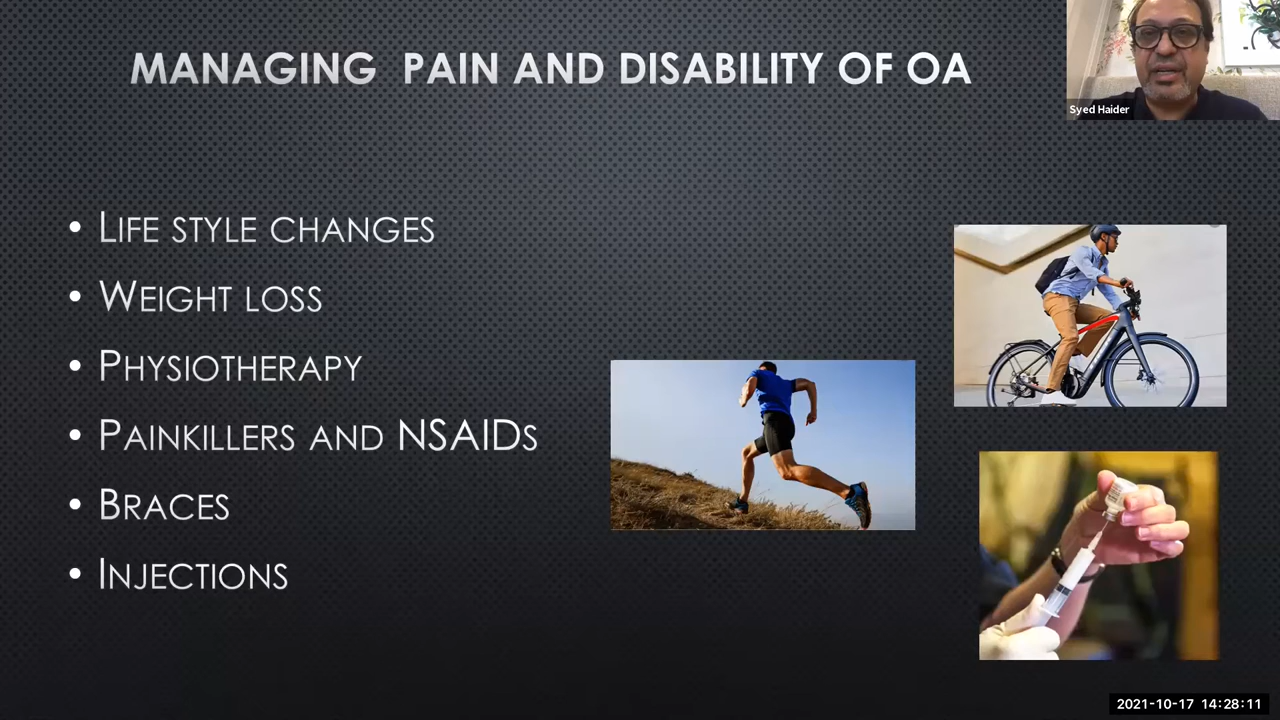 MANAGING PAIN AND DISABILITY OF OA
Syed Haider
• LIFE STYLE CHANGES
• WEIGHT LOSS
• PHYSIOTHERAPY
• PAINKILLERS AND NSAIDS
• BRACES
• INJECTIONS
2021-10-17 14:28:11